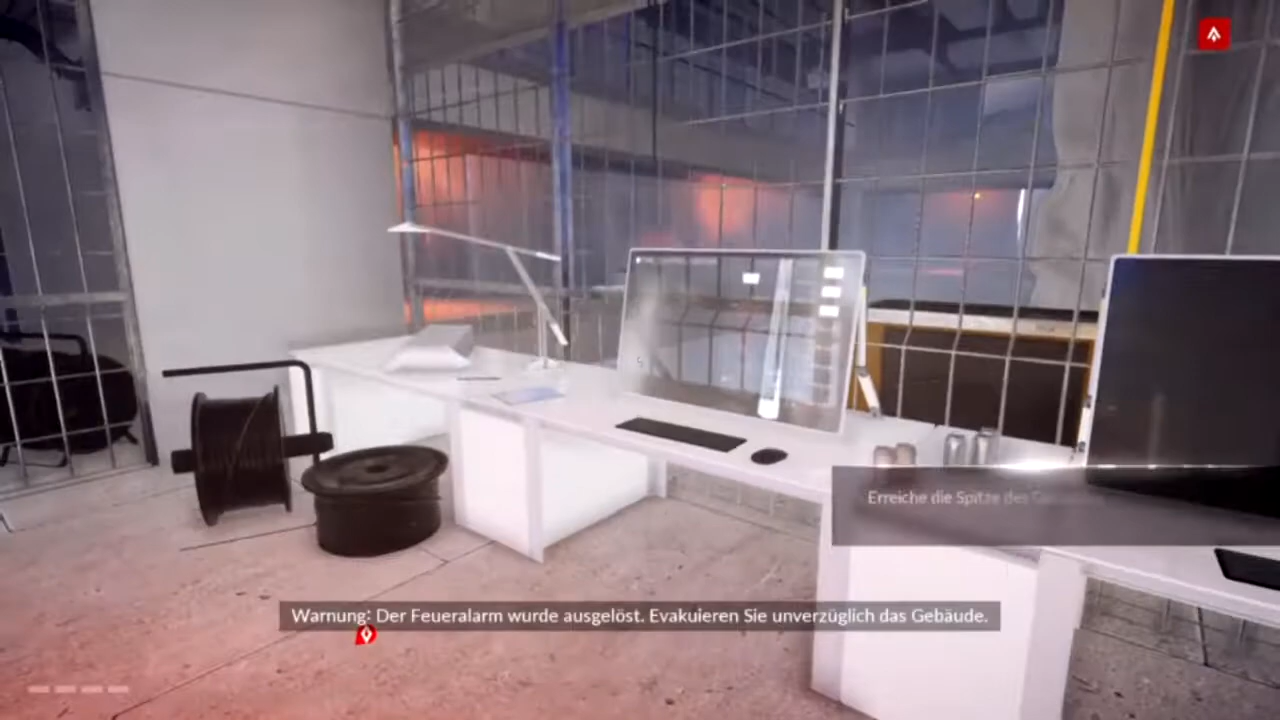 Erreiche die Spitze des
Warnung: Der Feueralarm wurde ausgelöst. Evakuieren Sie unverzüglich das Gebäude.